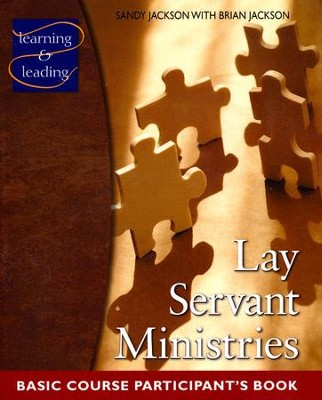 SANDY JACKSON WITH BRIAN JACKSON
learning
&
leading
Lay
Servant
Ministries
BASIC COURSE PARTICIPANT'S BOOK